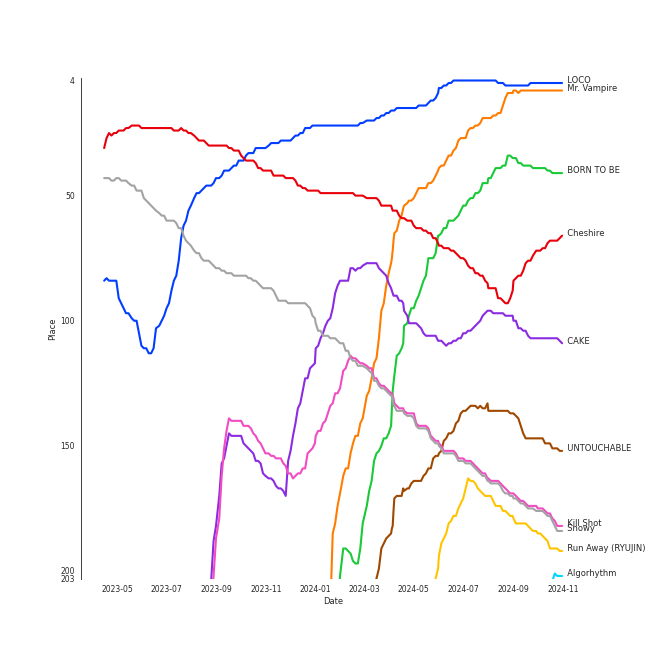 4
50
100
150
200
203
Place
2023-05
2023-07
2023-09
2023-11
2024-01
2024-03
2024-05
2024-07
2024-09
2024-11
Date
LOCO
Mr. Vampire
BORN TO BE
Cheshire
CAKE
UNTOUCHABLE
Kill Shot
Snowy
Run Away (RYUJIN)
Algorhythm